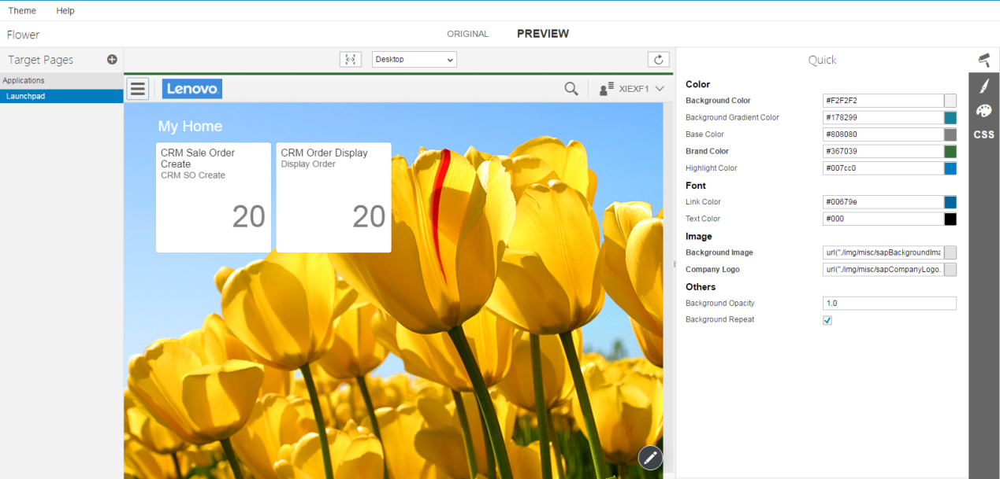 Theme Help
Flower ORIGINAL PREVIEW
Target Pages
Applications
Launchpad
Desktop
Lenovo.
XIEXF1
My Home
CRM Sale Order
Create
CRM SO Create
20
CRM Order Display
Display Order
20
Quick
Color
Background Color #F2F2F2
Background Gradient Color #178299
Base Color #808080
Brand Color #367039
Highlight Color #007cc0
Font
Link Color #00679e
Text Color #000
Image
Background Image url("./img/misc/sapBackgroundIma
Company Logo url("./img/misc/sapCompanyLogo.
Others
Background Opacity 1.0
Background Repeat
CSS